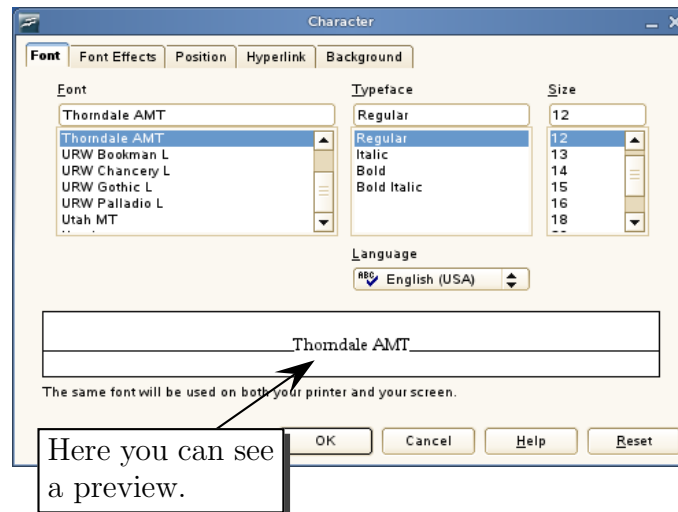 Character
Font Font Effects Position Hyperlink Background
Font Typeface Size
Thorndale AMT Regular 12
Thorndale AMT Regular 12
URW Bookman L Italic 13
URW Chancery L Bold 14
URW Gothic L Bold Italic 15
URW Palladio L 16
Utah MT 18
Language
ABC English (USA)
Thorndale AMT
The same font will be used on both your printer and your screen.
OK Cancel Help Reset
Here you can see
a preview.